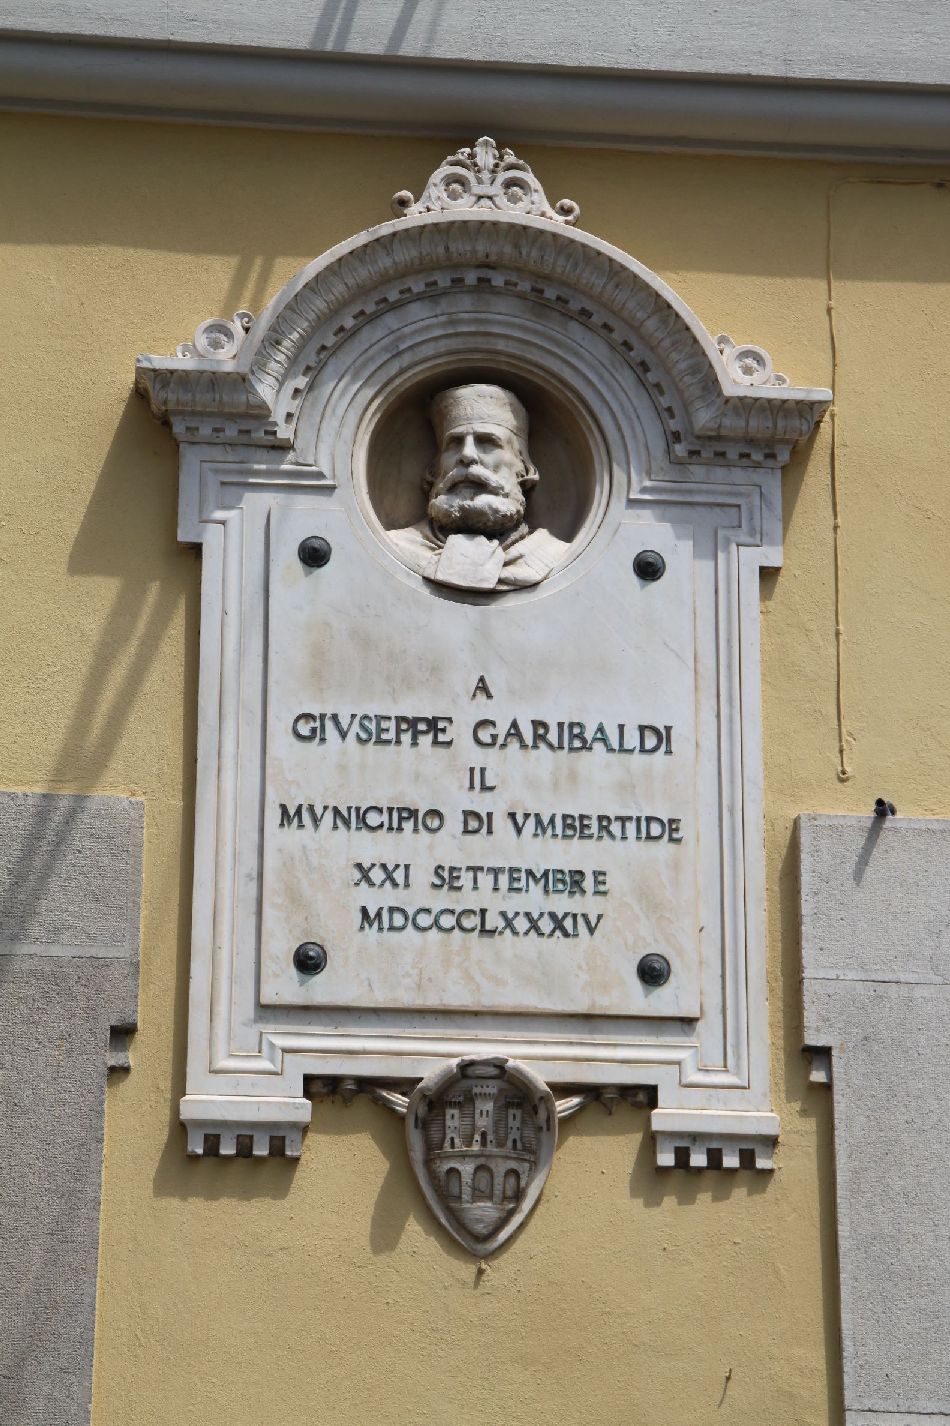 A
GIVSEPPE GARIBALDI
IL
MVNICIPIO DI VMBERTIDE
XXI SETTEMBRE
MDCCCLXXXIV